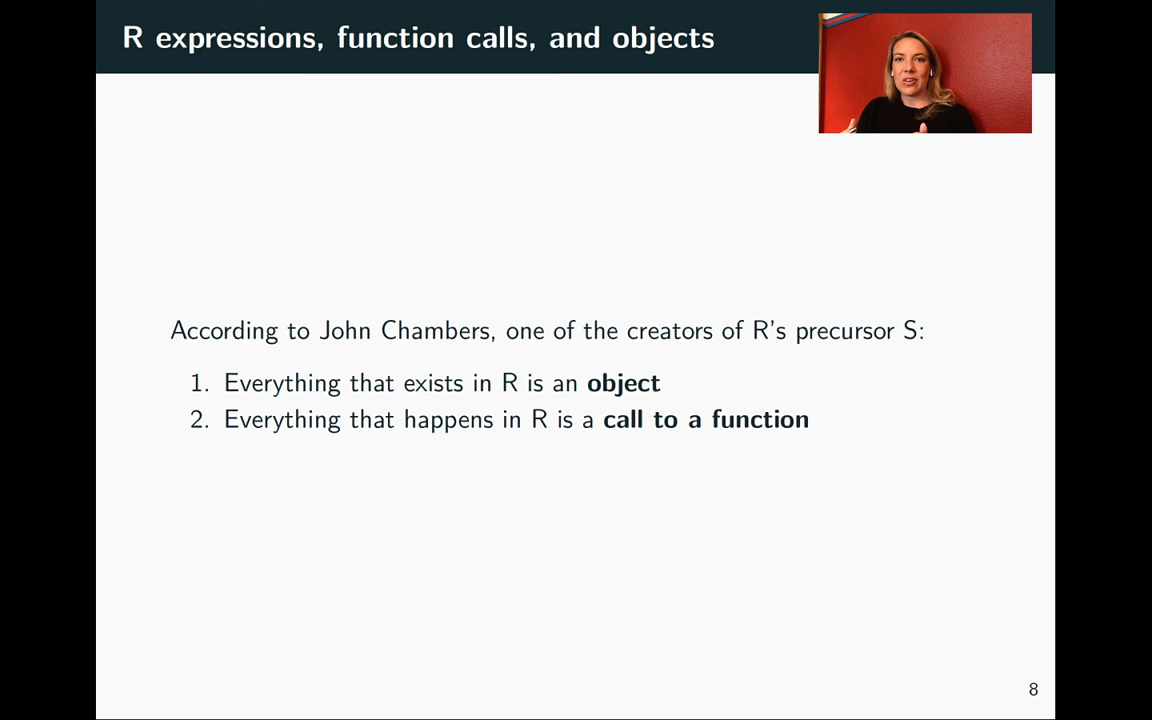 R expressions, function calls, and objects
According to John Chambers, one of the creators of R's precursor S:
1. Everything that exists in R is an object
2. Everything that happens in R is a call to a function
8